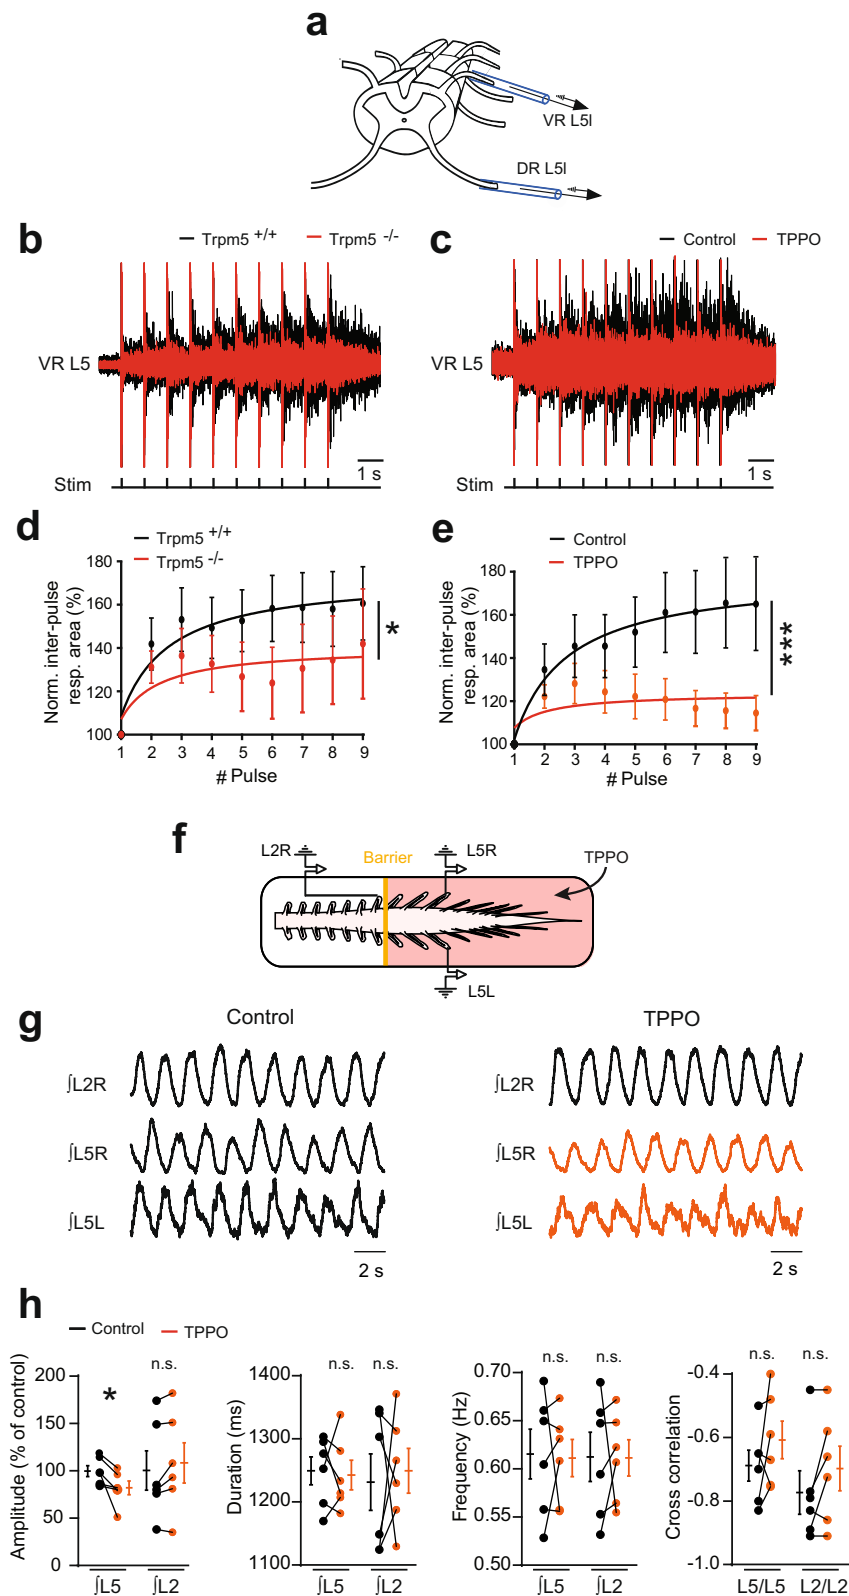 a
VR L5l
DR L5l
b
Trpm5 +/+ Trpm5 -/-
VR L5
1 s
Stim
c
Control TPPO
VR L5
1 s
Stim
d
Trpm5 +/+
Trpm5 -/-
Norm. inter-pulse
resp. area (%)
180
160
140
120
100
1 2 3 4 5 6 7 8 9
# Pulse
*
e
Control
TPPO
Norm. inter-pulse
resp. area (%)
180
160
140
120
100
1 2 3 4 5 6 7 8 9
# Pulse
***
f
L2R Barrier L5R TPPO
L5L
g
Control TPPO
∫L2R ∫L2R
∫L5R ∫L5R
∫L5L ∫L5L
2 s 2 s
h
Control TPPO
Amplitude (% of control)
200
150
100
50
0
* n.s.
∫L5 ∫L2
Duration (ms)
1400
1300
1200
1100
n.s. n.s.
∫L5 ∫L2
Frequency (Hz)
0.70
0.65
0.60
0.55
0.50
n.s. n.s.
∫L5 ∫L2
Cross correlation
-0.4
-0.6
-0.8
-1.0
n.s. n.s.
L5/L5 L2/L2